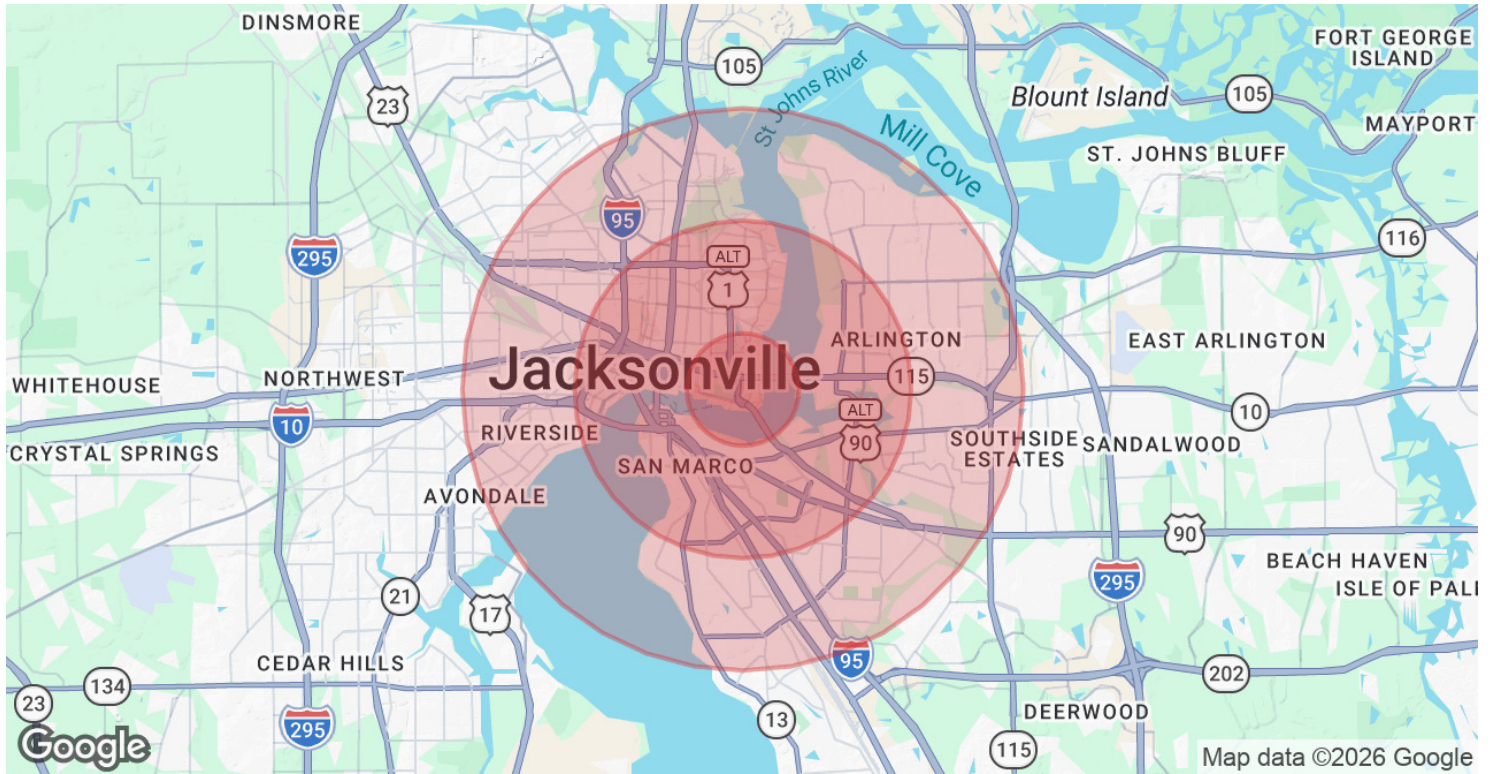 DINSMORE
FORT GEORGE
ISLAND
105
St Johns River
Blount Island
105
23
Mill Cove
MAYPORT
ST. JOHNS BLUFF
95
116
295
ALT
1
ARLINGTON
EAST ARLINGTON
Jacksonville
WHITEHOUSE
NORTHWEST
115
10
10
ALT
90
RIVERSIDE
SOUTHSIDE
ESTATES
SANDALWOOD
CRYSTAL SPRINGS
SAN MARCO
AVONDALE
90
BEACH HAVEN
295
ISLE OF PAL
21
17
CEDAR HILLS
95
202
134
23
13
DEERWOOD
295
115
Google
Map data ©2026 Google